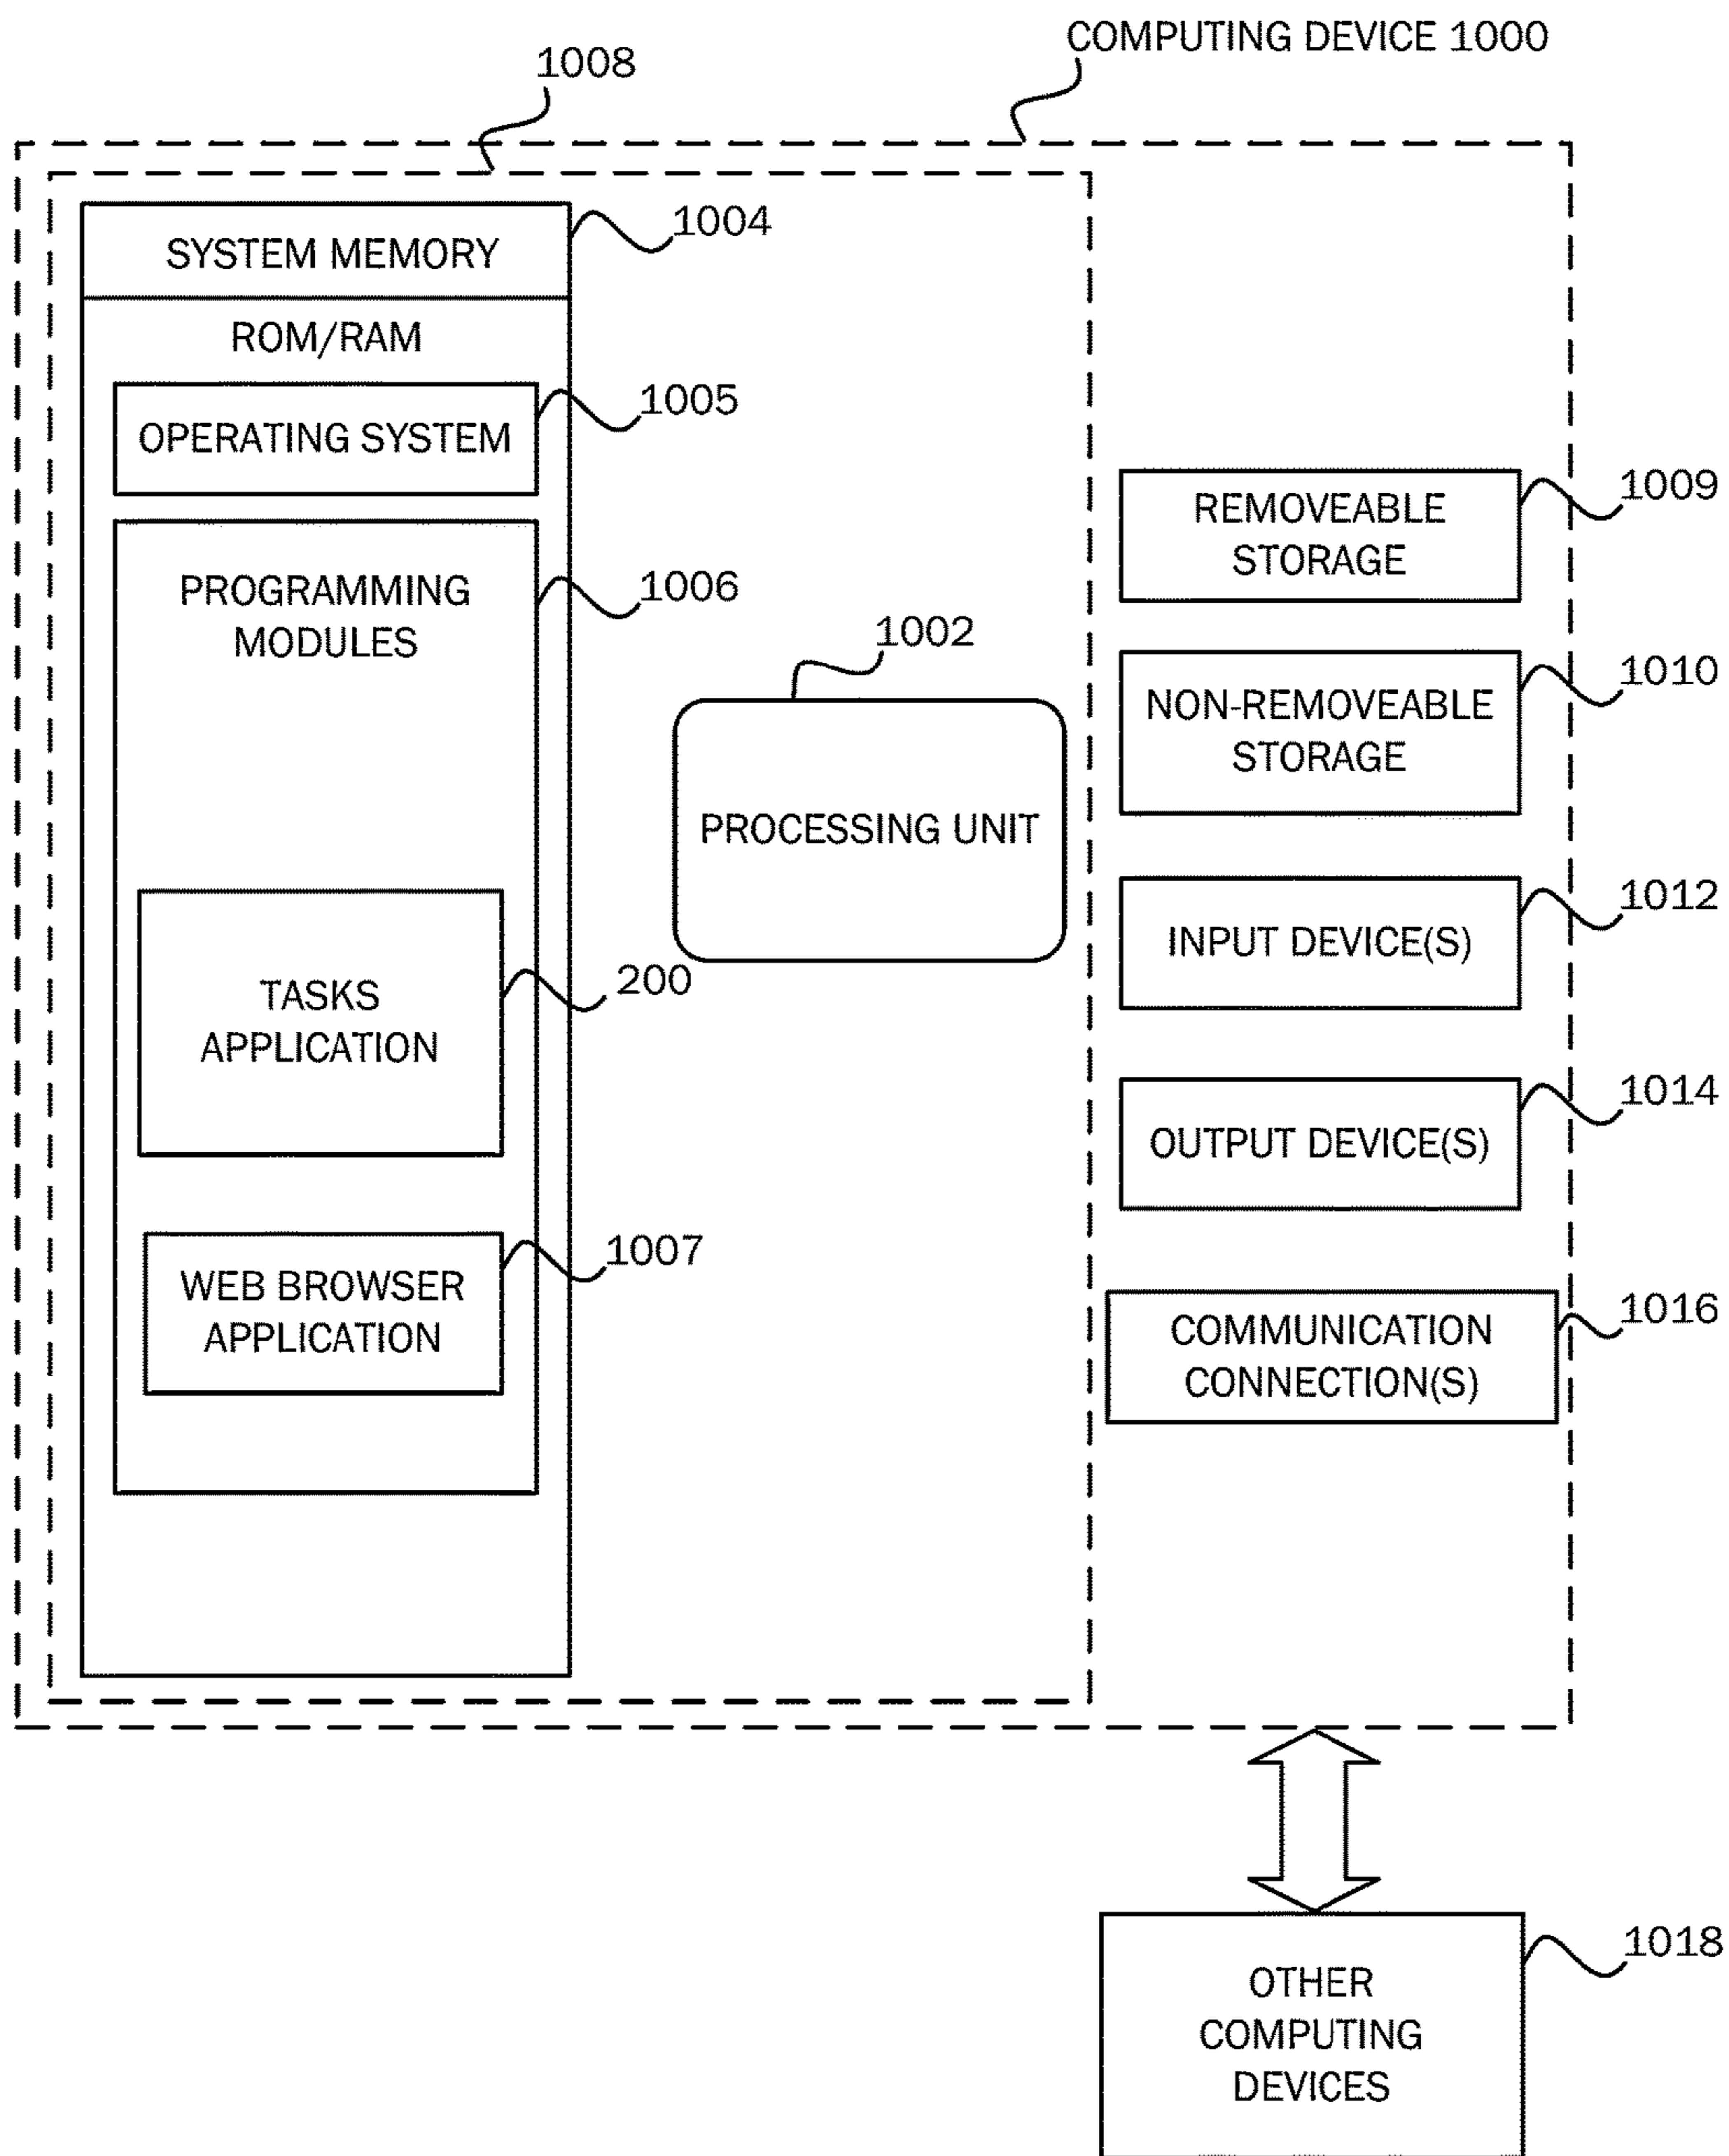 COMPUTING DEVICE 1000
1008
1004
SYSTEM MEMORY
ROM/RAM
1005
OPERATING SYSTEM
1006
PROGRAMMING
MODULES
1002
PROCESSING UNIT
200
TASKS
APPLICATION
1007
WEB BROWSER
APPLICATION
1009
REMOVEABLE
STORAGE
1010
NON-REMOVEABLE
STORAGE
1012
INPUT DEVICE(S)
1014
OUTPUT DEVICE(S)
1016
COMMUNICATION
CONNECTION(S)
1018
OTHER
COMPUTING
DEVICES